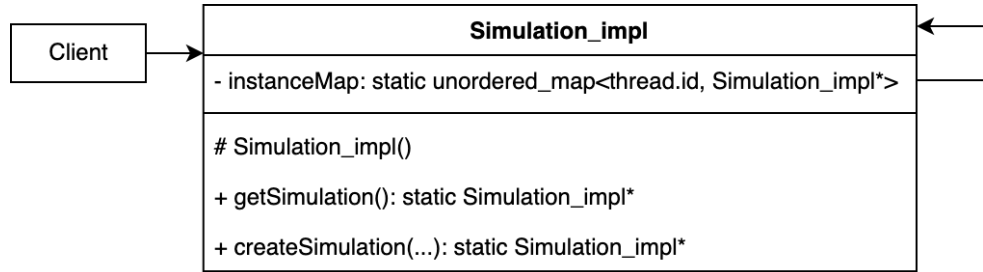 Simulation_impl
Client
- instanceMap: static unordered_map<thread.id, Simulation_impl*>
# Simulation_impl()
+ getSimulation(): static Simulation_impl*
+ createSimulation(...): static Simulation_impl*